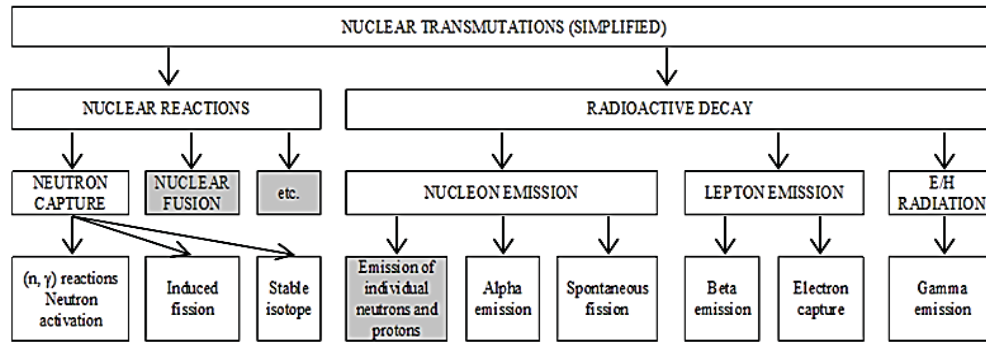 NUCLEAR TRANSMUTATIONS (SIMPLIFIED)
NUCLEAR REACTIONS
RADIOACTIVE DECAY
NEUTRON
CAPTURE
NUCLEAR
FUSION
etc.
NUCLEON EMISSION
LEPTON EMISSION
E/H
RADIATION
(n, γ) reactions
Neutron
activation
Induced
fission
Stable
isotope
Emission of
individual
neutrons and
protons
Alpha
emission
Spontaneous
fission
Beta
emission
Electron
capture
Gamma
emission